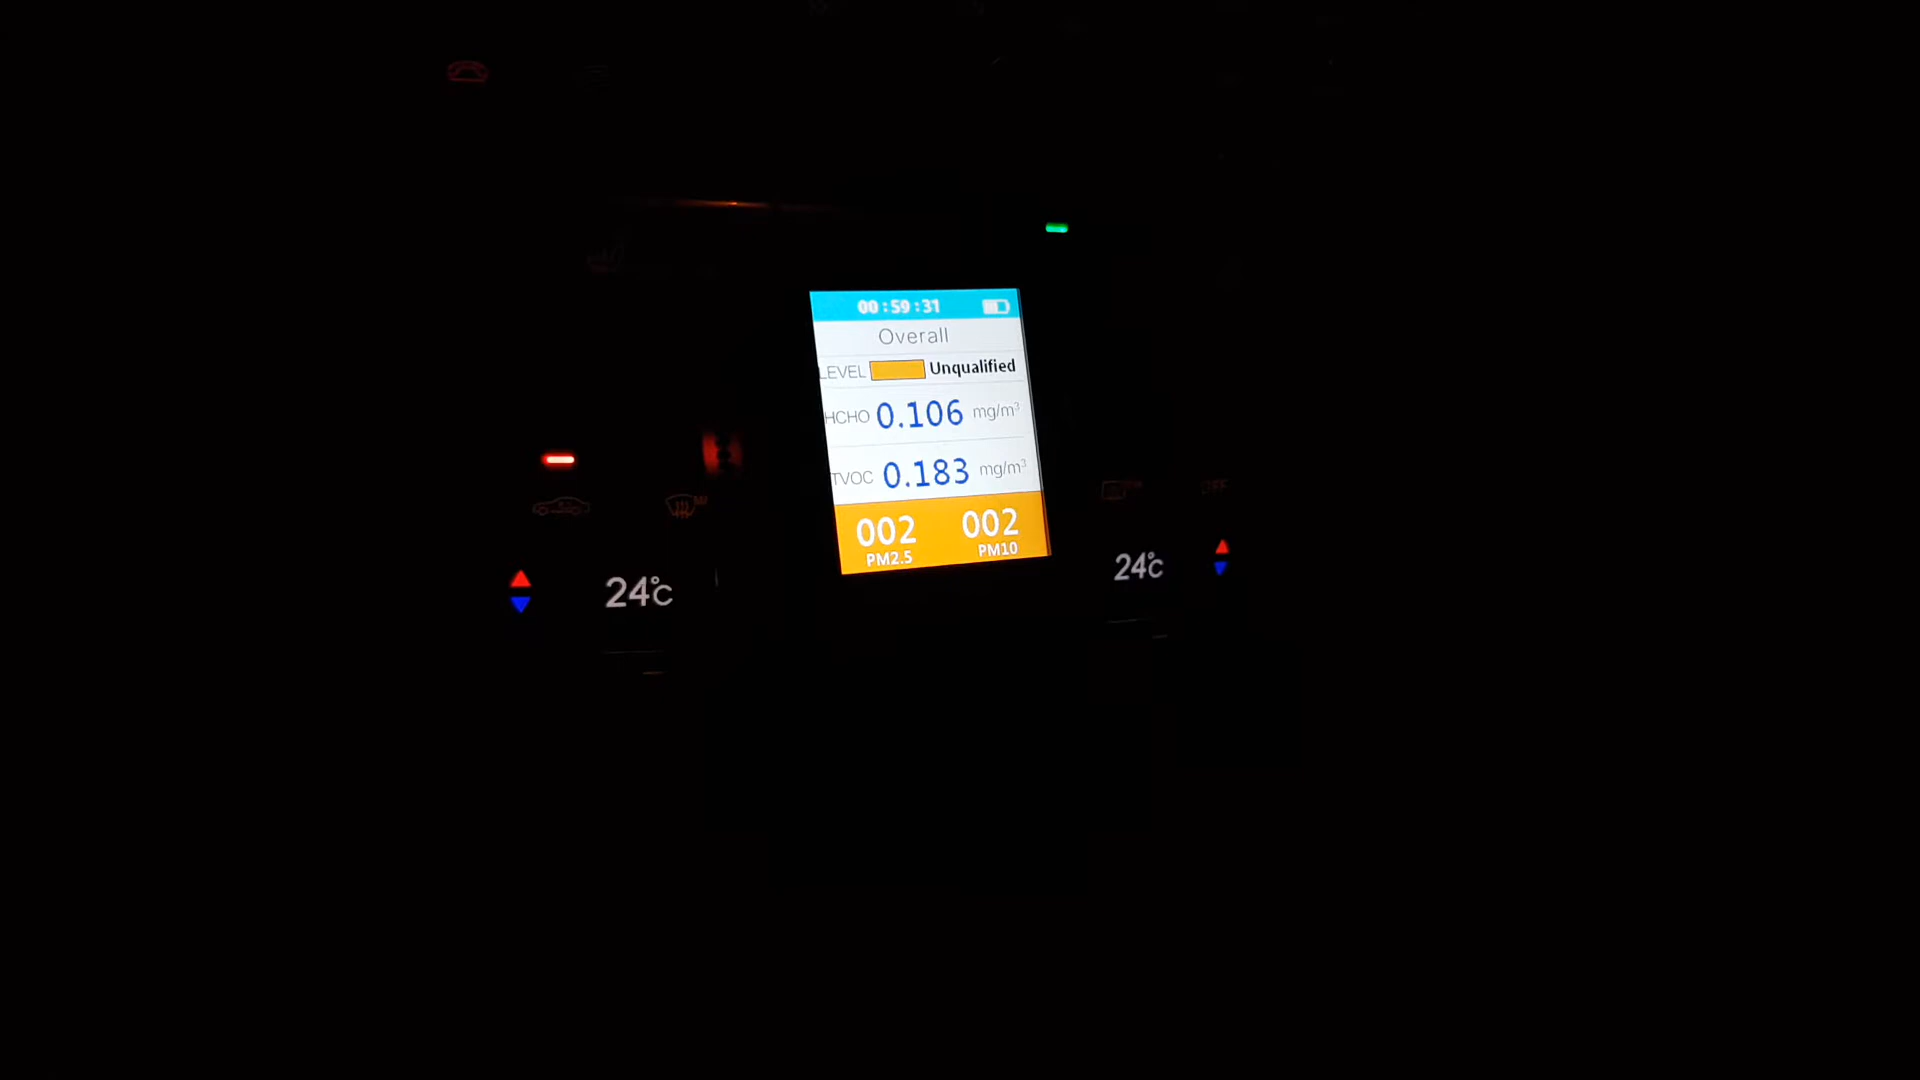 00:59:31
Overall
LEVEL Unqualified
HCHO 0.106 mg/m³
TVOC 0.183 mg/m³
002 002
PM2.5 PM10
24°C 24°C
OFF